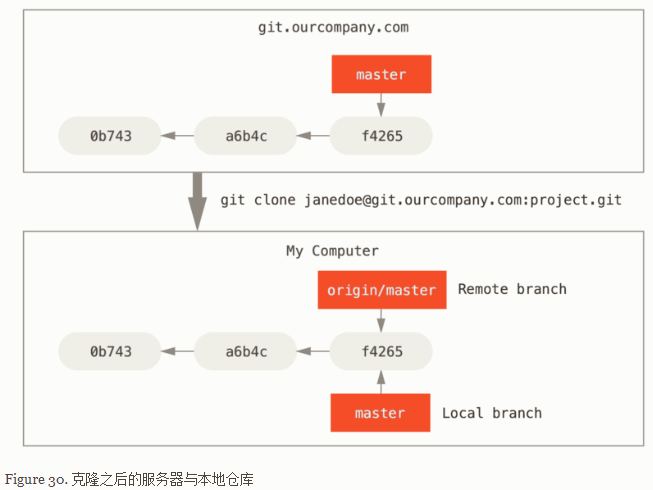 git.ourcompany.com
master
0b743
a6b4c
f4265
git clone janedoe@git.ourcompany.com:project.git
My Computer
origin/master
Remote branch
0b743
a6b4c
f4265
master
Local branch
Figure 30. 克隆之后的服务器与本地仓库